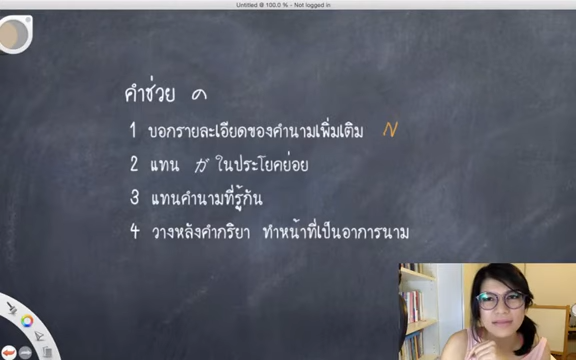 Untitled @ 100.0 % - Not logged in
คำช่วย の
1 บอกรายละเอียดของคำนามเพิ่มเติม N
2 แทน が ในประโยคย่อย
3 แทนคำนามที่รู้กัน
4 วางหลังคำกริยา ทำหน้าที่เป็นอาการนาม